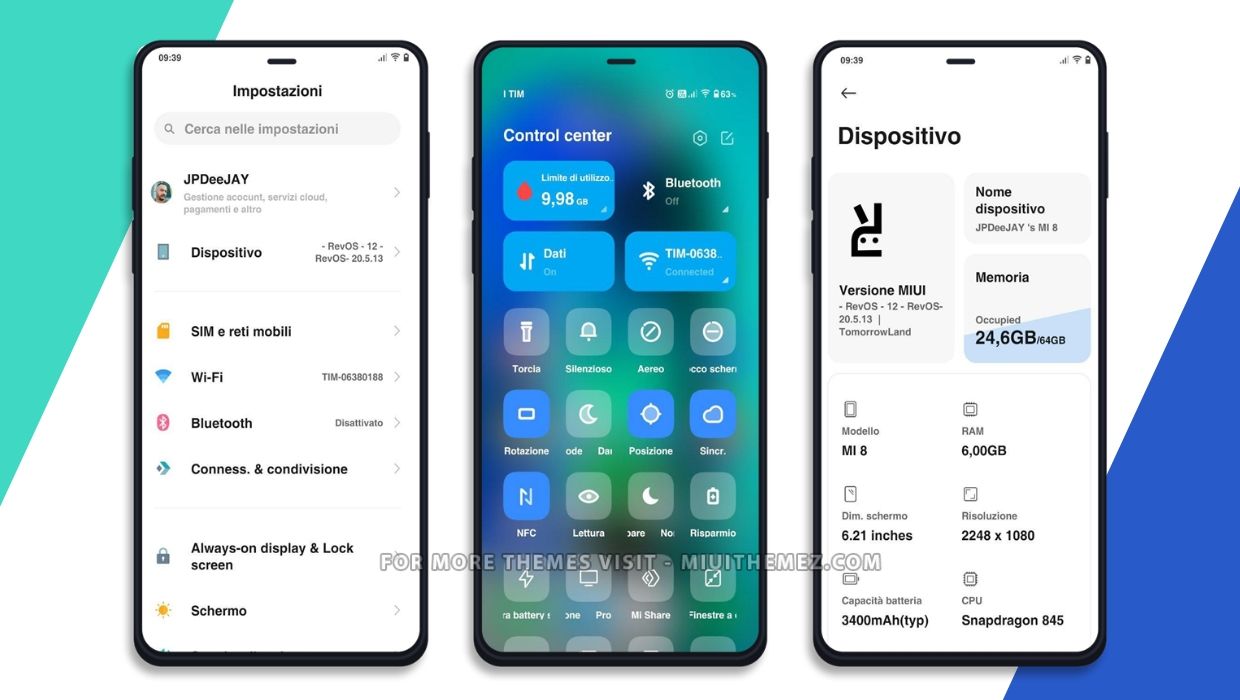 09:39
Impostazioni
Cerca nelle impostazioni
JPDeeJAY
Gestione acocunt, servizi cloud,
pagamenti e altro
Dispositivo
- RevOS - 12 -
RevOS- 20.5.13
SIM e reti mobili
Wi-Fi
TIM-06380188
Bluetooth
Disattivato
Conness. & condivisione
Always-on display & Lock
screen
Schermo
I TIM
63%
Control center
Limite di utilizzo..
9,98 GB
Bluetooth
Off
Dati
On
TIM-0638..
Connected
Torcia
Silenzioso
Aereo
occo scher
Rotazione
ode Dar
Posizione
Sincr.
NFC
Lettura
pare No
Risparmio
ra battery s
one Pro
Mi Share
Finestre a
09:39
Dispositivo
Versione MIUI
- RevOS - 12 - RevOS-
20.5.13 |
TomorrowLand
Nome
dispositivo
JPDeeJAY 's MI 8
Memoria
Occupied
24,6GB/64GB
Modello
MI 8
RAM
6,00GB
Dim. schermo
6.21 inches
Risoluzione
2248 x 1080
Capacità batteria
3400mAh(typ)
CPU
Snapdragon 845
FOR MORE THEMES VISIT - MIUITHEMEZ.COM